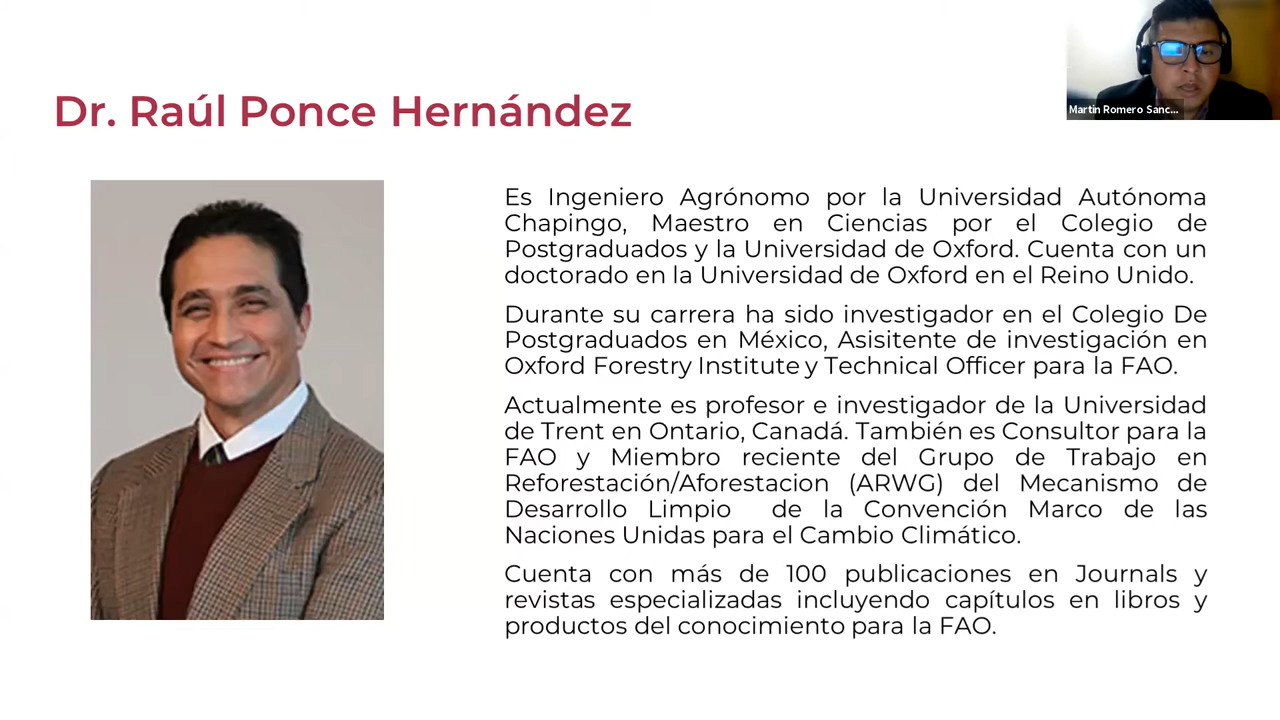 Dr. Raúl Ponce Hernández
Martin Romero Sanc...
Es Ingeniero Agrónomo por la Universidad Autónoma
Chapingo, Maestro en Ciencias por el Colegio de
Postgraduados y la Universidad de Oxford. Cuenta con un
doctorado en la Universidad de Oxford en el Reino Unido.
Durante su carrera ha sido investigador en el Colegio De
Postgraduados en México, Asisitente de investigación en
Oxford Forestry Institute y Technical Officer para la FAO.
Actualmente es profesor e investigador de la Universidad
de Trent en Ontario, Canadá. También es Consultor para la
FAO y Miembro reciente del Grupo de Trabajo en
Reforestación/Aforestacion (ARWG) del Mecanismo de
Desarrollo Limpio de la Convención Marco de las
Naciones Unidas para el Cambio Climático.
Cuenta con más de 100 publicaciones en Journals y
revistas especializadas incluyendo capítulos en libros y
productos del conocimiento para la FAO.